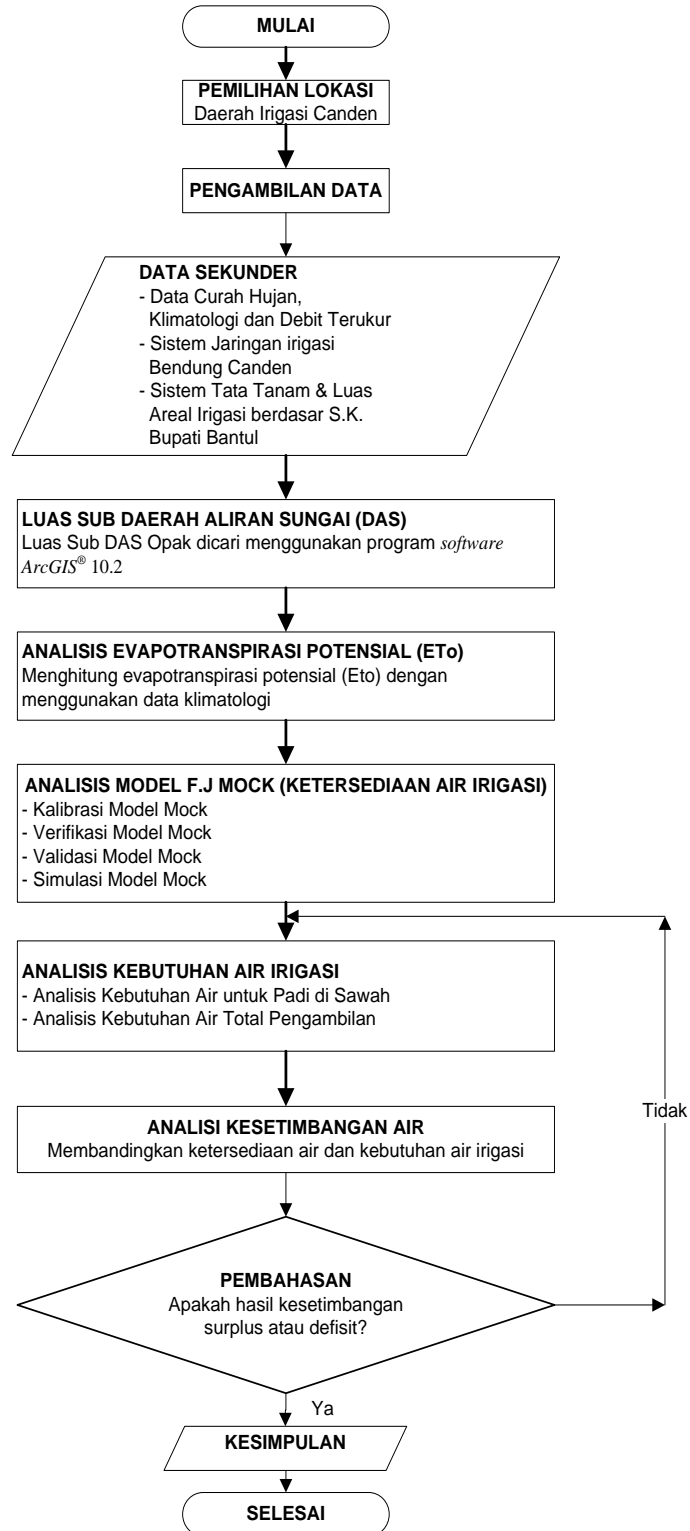 MULAI
PEMILIHAN LOKASI
Daerah Irigasi Canden
PENGAMBILAN DATA
DATA SEKUNDER
- Data Curah Hujan,
Klimatologi dan Debit Terukur
- Sistem Jaringan irigasi
Bendung Canden
- Sistem Tata Tanam & Luas
Areal Irigasi berdasar S.K.
Bupati Bantul
LUAS SUB DAERAH ALIRAN SUNGAI (DAS)
Luas Sub DAS Opak dicari menggunakan program software
ArcGIS® 10.2
ANALISIS EVAPOTRANSPIRASI POTENSIAL (ETo)
Menghitung evapotranspirasi potensial (Eto) dengan
menggunakan data klimatologi
ANALISIS MODEL F.J MOCK (KETERSEDIAAN AIR IRIGASI)
- Kalibrasi Model Mock
- Verifikasi Model Mock
- Validasi Model Mock
- Simulasi Model Mock
ANALISIS KEBUTUHAN AIR IRIGASI
- Analisis Kebutuhan Air untuk Padi di Sawah
- Analisis Kebutuhan Air Total Pengambilan
ANALISI KESETIMBANGAN AIR
Membandingkan ketersediaan air dan kebutuhan air irigasi
Tidak
PEMBAHASAN
Apakah hasil kesetimbangan
surplus atau defisit?
Ya
KESIMPULAN
SELESAI